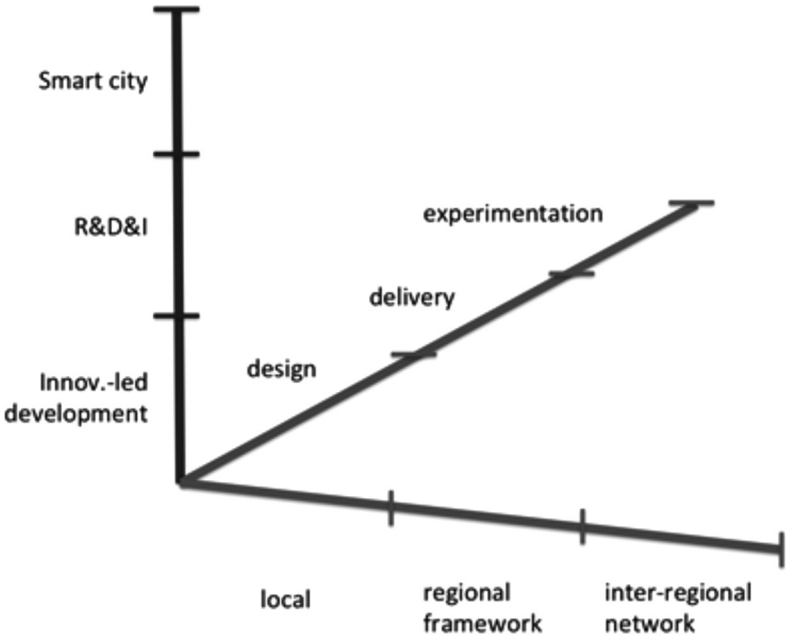 Smart city
R&D&I
Innov.-led
development
experimentation
delivery
design
local
regional
framework
inter-regional
network